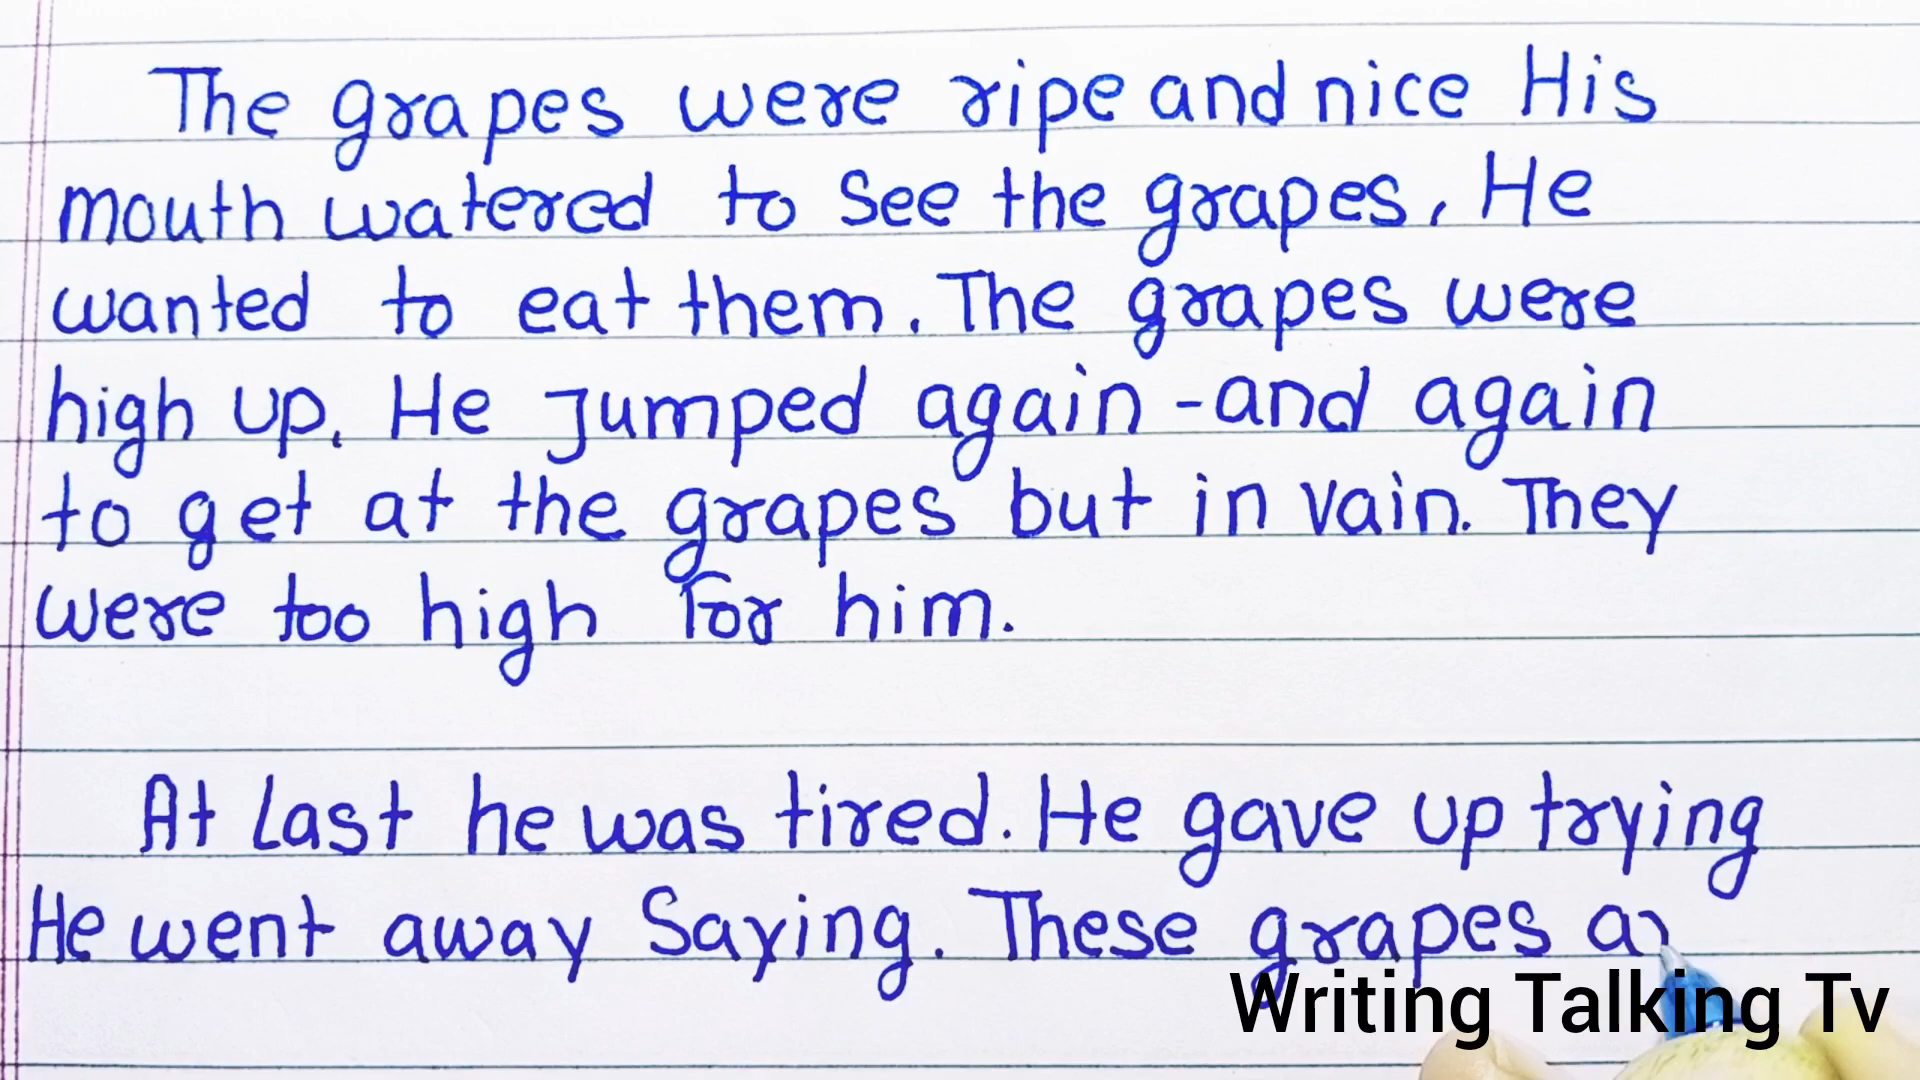 The grapes were ripe and nice His
mouth watered to See the grapes. He
wanted to eat them. The grapes were
high up. He Jumped again -and again
to get at the grapes but in vain. They
were too high For him.
At Last he was tired. He gave up trying
He went away Saying. These grapes
Writing Talking Tv